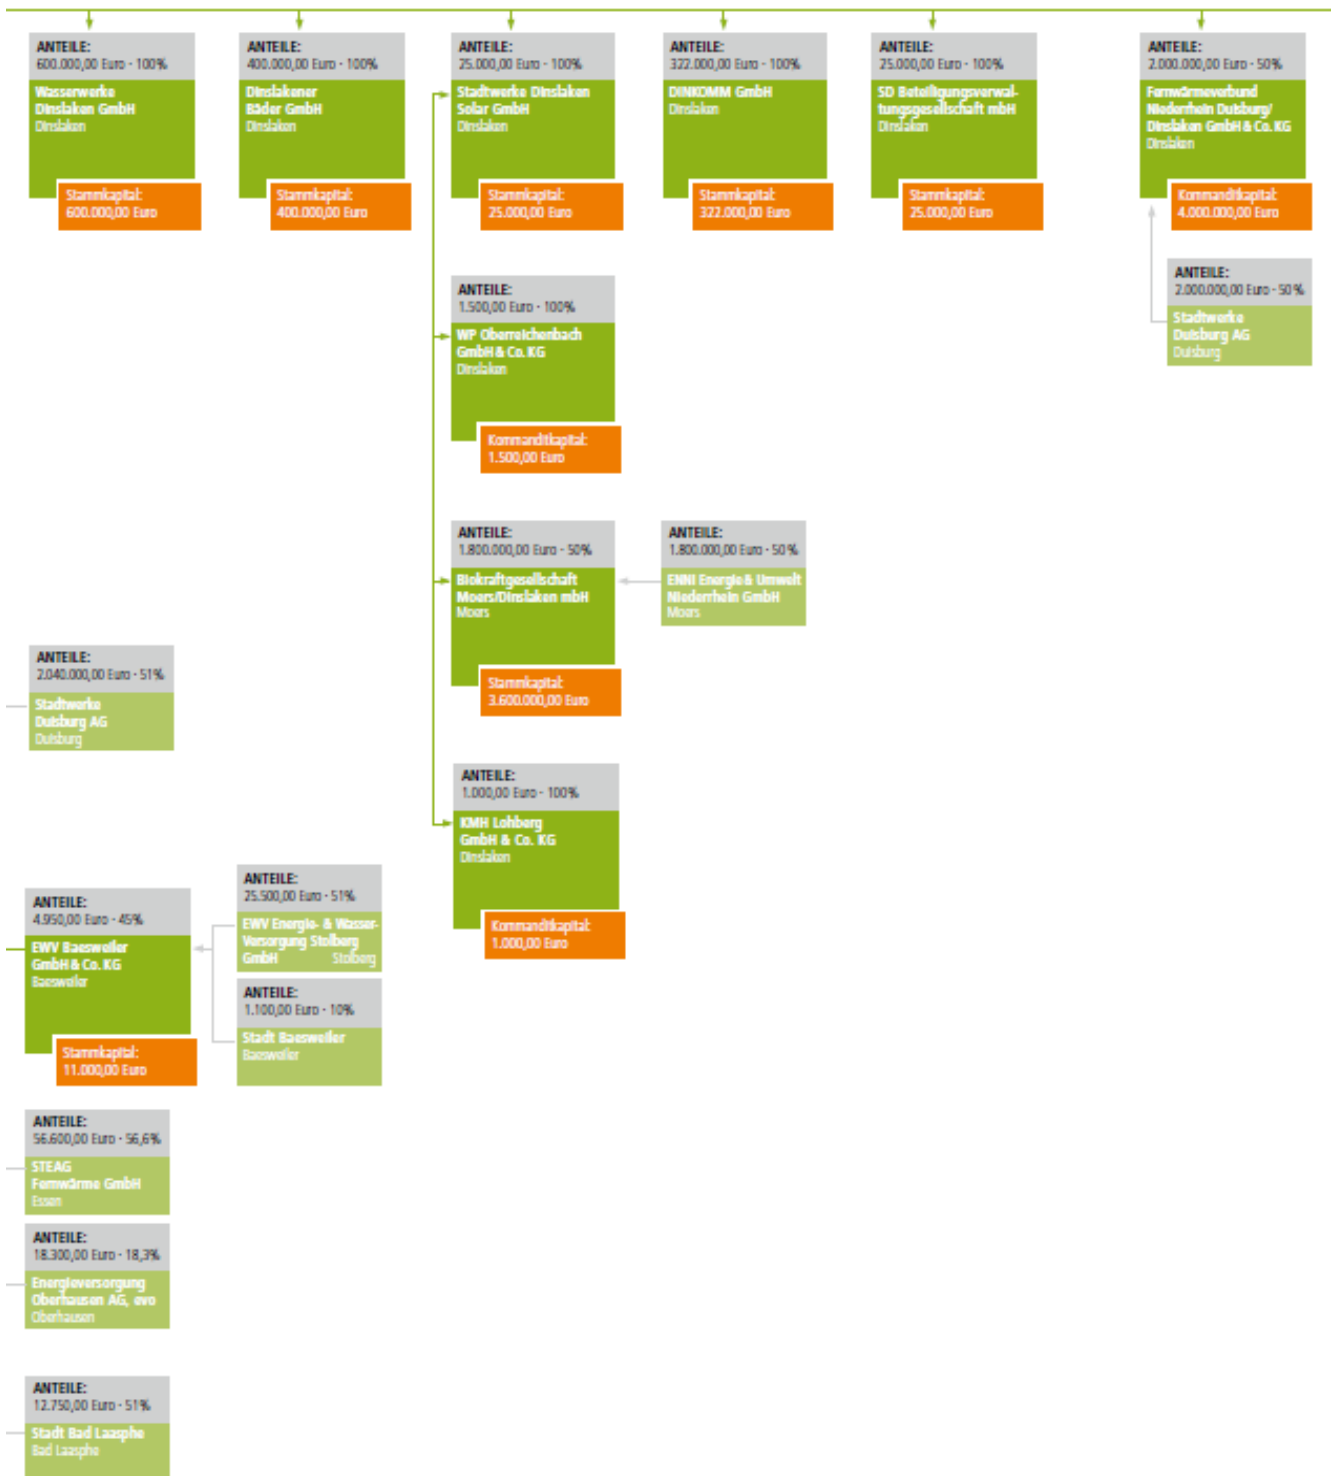 ANTEILE:
600.000,00 Euro - 100%
Wasserwerke
Dinslaken GmbH
Dinslaken
Stammkapital:
600.000,00 Euro
ANTEILE:
400.000,00 Euro - 100%
Dinslakener
Bäder GmbH
Dinslaken
Stammkapital:
400.000,00 Euro
ANTEILE:
25.000,00 Euro - 100%
Stadtwerke Dinslaken
Solar GmbH
Dinslaken
Stammkapital:
25.000,00 Euro
ANTEILE:
322.000,00 Euro - 100%
DINKOMM GmbH
Dinslaken
Stammkapital:
322.000,00 Euro
ANTEILE:
25.000,00 Euro - 100%
SD Beteiligungsverwal-
tungsgesellschaft mbH
Dinslaken
Stammkapital:
25.000,00 Euro
ANTEILE:
2.000.000,00 Euro - 50%
Fernwärmeverbund
Niederrhein Duisburg/
Dinslaken GmbH & Co. KG
Dinslaken
Kommanditkapital:
4.000.000,00 Euro
ANTEILE:
2.000.000,00 Euro - 50 %
Stadtwerke
Duisburg AG
Duisburg
ANTEILE:
1.500,00 Euro - 100%
WP Oberreichenbach
GmbH & Co. KG
Dinslaken
Kommanditkapital:
1.500,00 Euro
ANTEILE:
1.800.000,00 Euro - 50%
Biokraftgesellschaft
Moers/Dinslaken mbH
Moers
Stammkapital:
3.600.000,00 Euro
ANTEILE:
1.800.000,00 Euro - 50 %
ENNI Energie & Umwelt
Niederrhein GmbH
Moers
ANTEILE:
2.040.000,00 Euro - 51%
Stadtwerke
Duisburg AG
Duisburg
ANTEILE:
1.000,00 Euro - 100%
KMH Lohberg
GmbH & Co. KG
Dinslaken
Kommanditkapital:
1.000,00 Euro
ANTEILE:
4.950,00 Euro - 45%
EWV Baesweiler
GmbH & Co. KG
Baesweiler
Stammkapital:
11.000,00 Euro
ANTEILE:
25.500,00 Euro - 51%
EWV Energie- & Wasser-
Versorgung Stolberg
GmbH Stolberg
ANTEILE:
1.100,00 Euro - 10%
Stadt Baesweiler
Baesweiler
ANTEILE:
56.600,00 Euro - 56,6%
STEAG
Fernwärme GmbH
Essen
ANTEILE:
18.300,00 Euro - 18,3%
Energieversorgung
Oberhausen AG, evo
Oberhausen
ANTEILE:
12.750,00 Euro - 51%
Stadt Bad Laasphe
Bad Laasphe